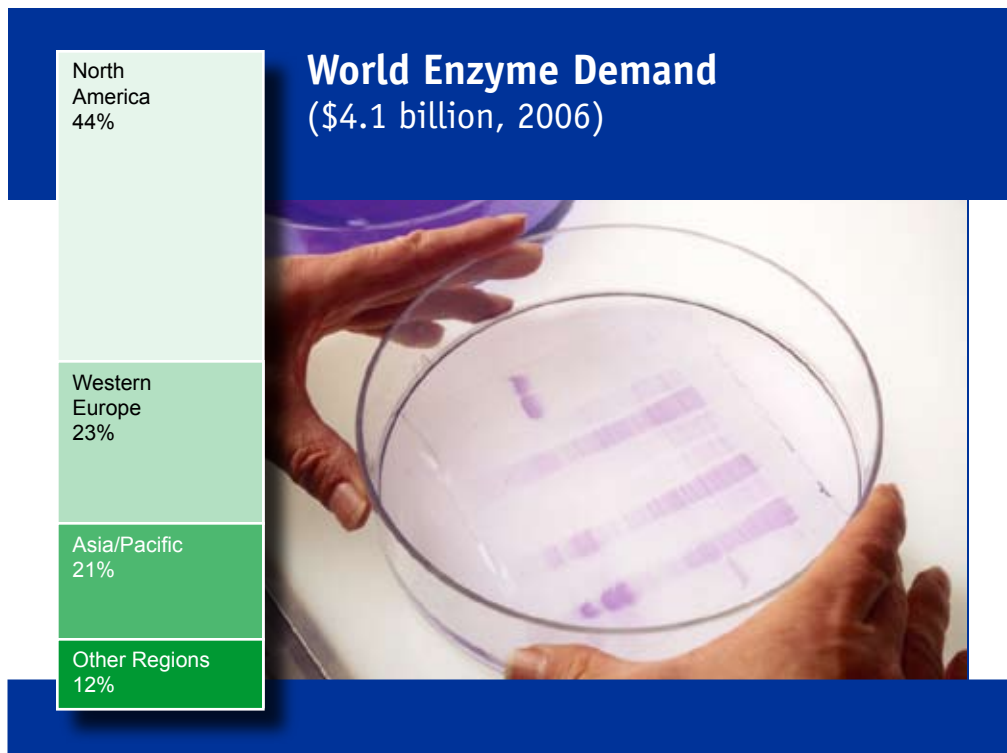 World Enzyme Demand
($4.1 billion, 2006)
North
America
44%
Western
Europe
23%
Asia/Pacific
21%
Other Regions
12%